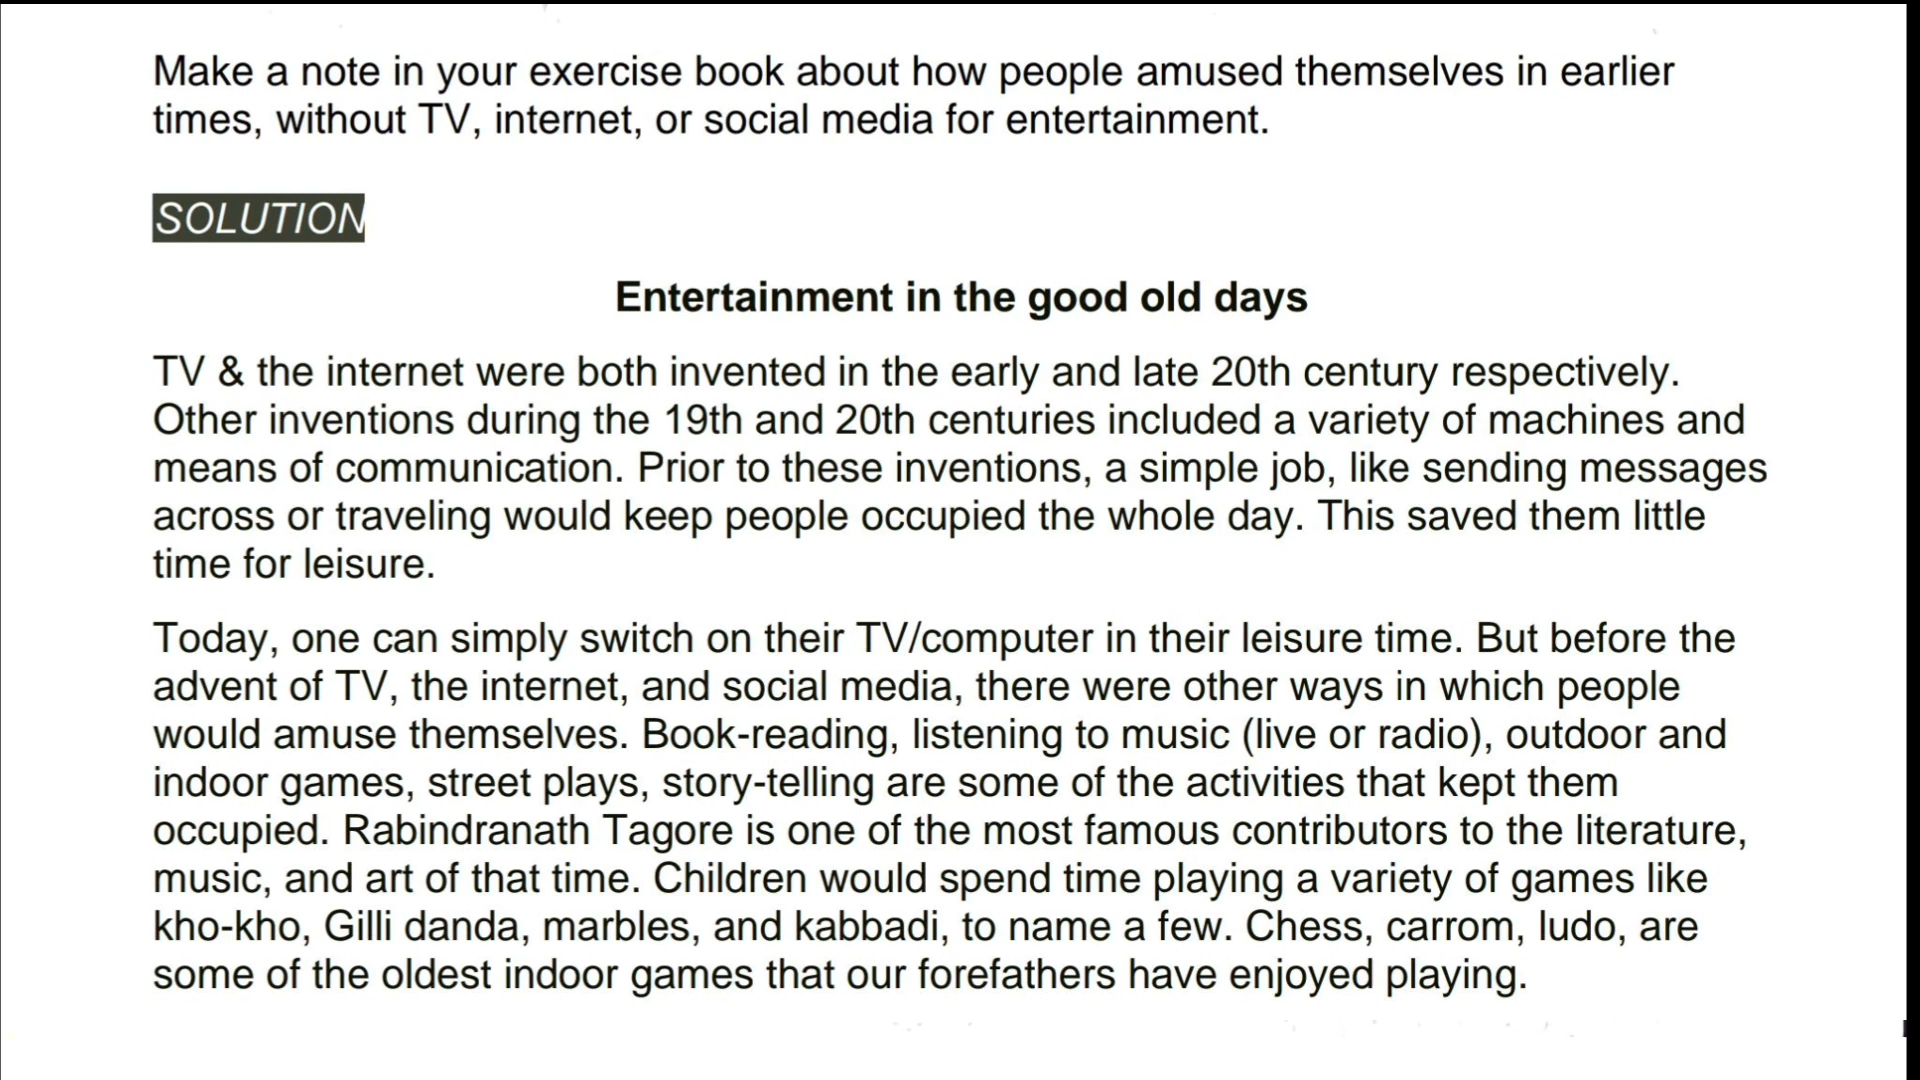 Make a note in your exercise book about how people amused themselves in earlier
times, without TV, internet, or social media for entertainment.
SOLUTION
Entertainment in the good old days
TV & the internet were both invented in the early and late 20th century respectively.
Other inventions during the 19th and 20th centuries included a variety of machines and
means of communication. Prior to these inventions, a simple job, like sending messages
across or traveling would keep people occupied the whole day. This saved them little
time for leisure.
Today, one can simply switch on their TV/computer in their leisure time. But before the
advent of TV, the internet, and social media, there were other ways in which people
would amuse themselves. Book-reading, listening to music (live or radio), outdoor and
indoor games, street plays, story-telling are some of the activities that kept them
occupied. Rabindranath Tagore is one of the most famous contributors to the literature,
music, and art of that time. Children would spend time playing a variety of games like
kho-kho, Gilli danda, marbles, and kabbadi, to name a few. Chess, carrom, ludo, are
some of the oldest indoor games that our forefathers have enjoyed playing.